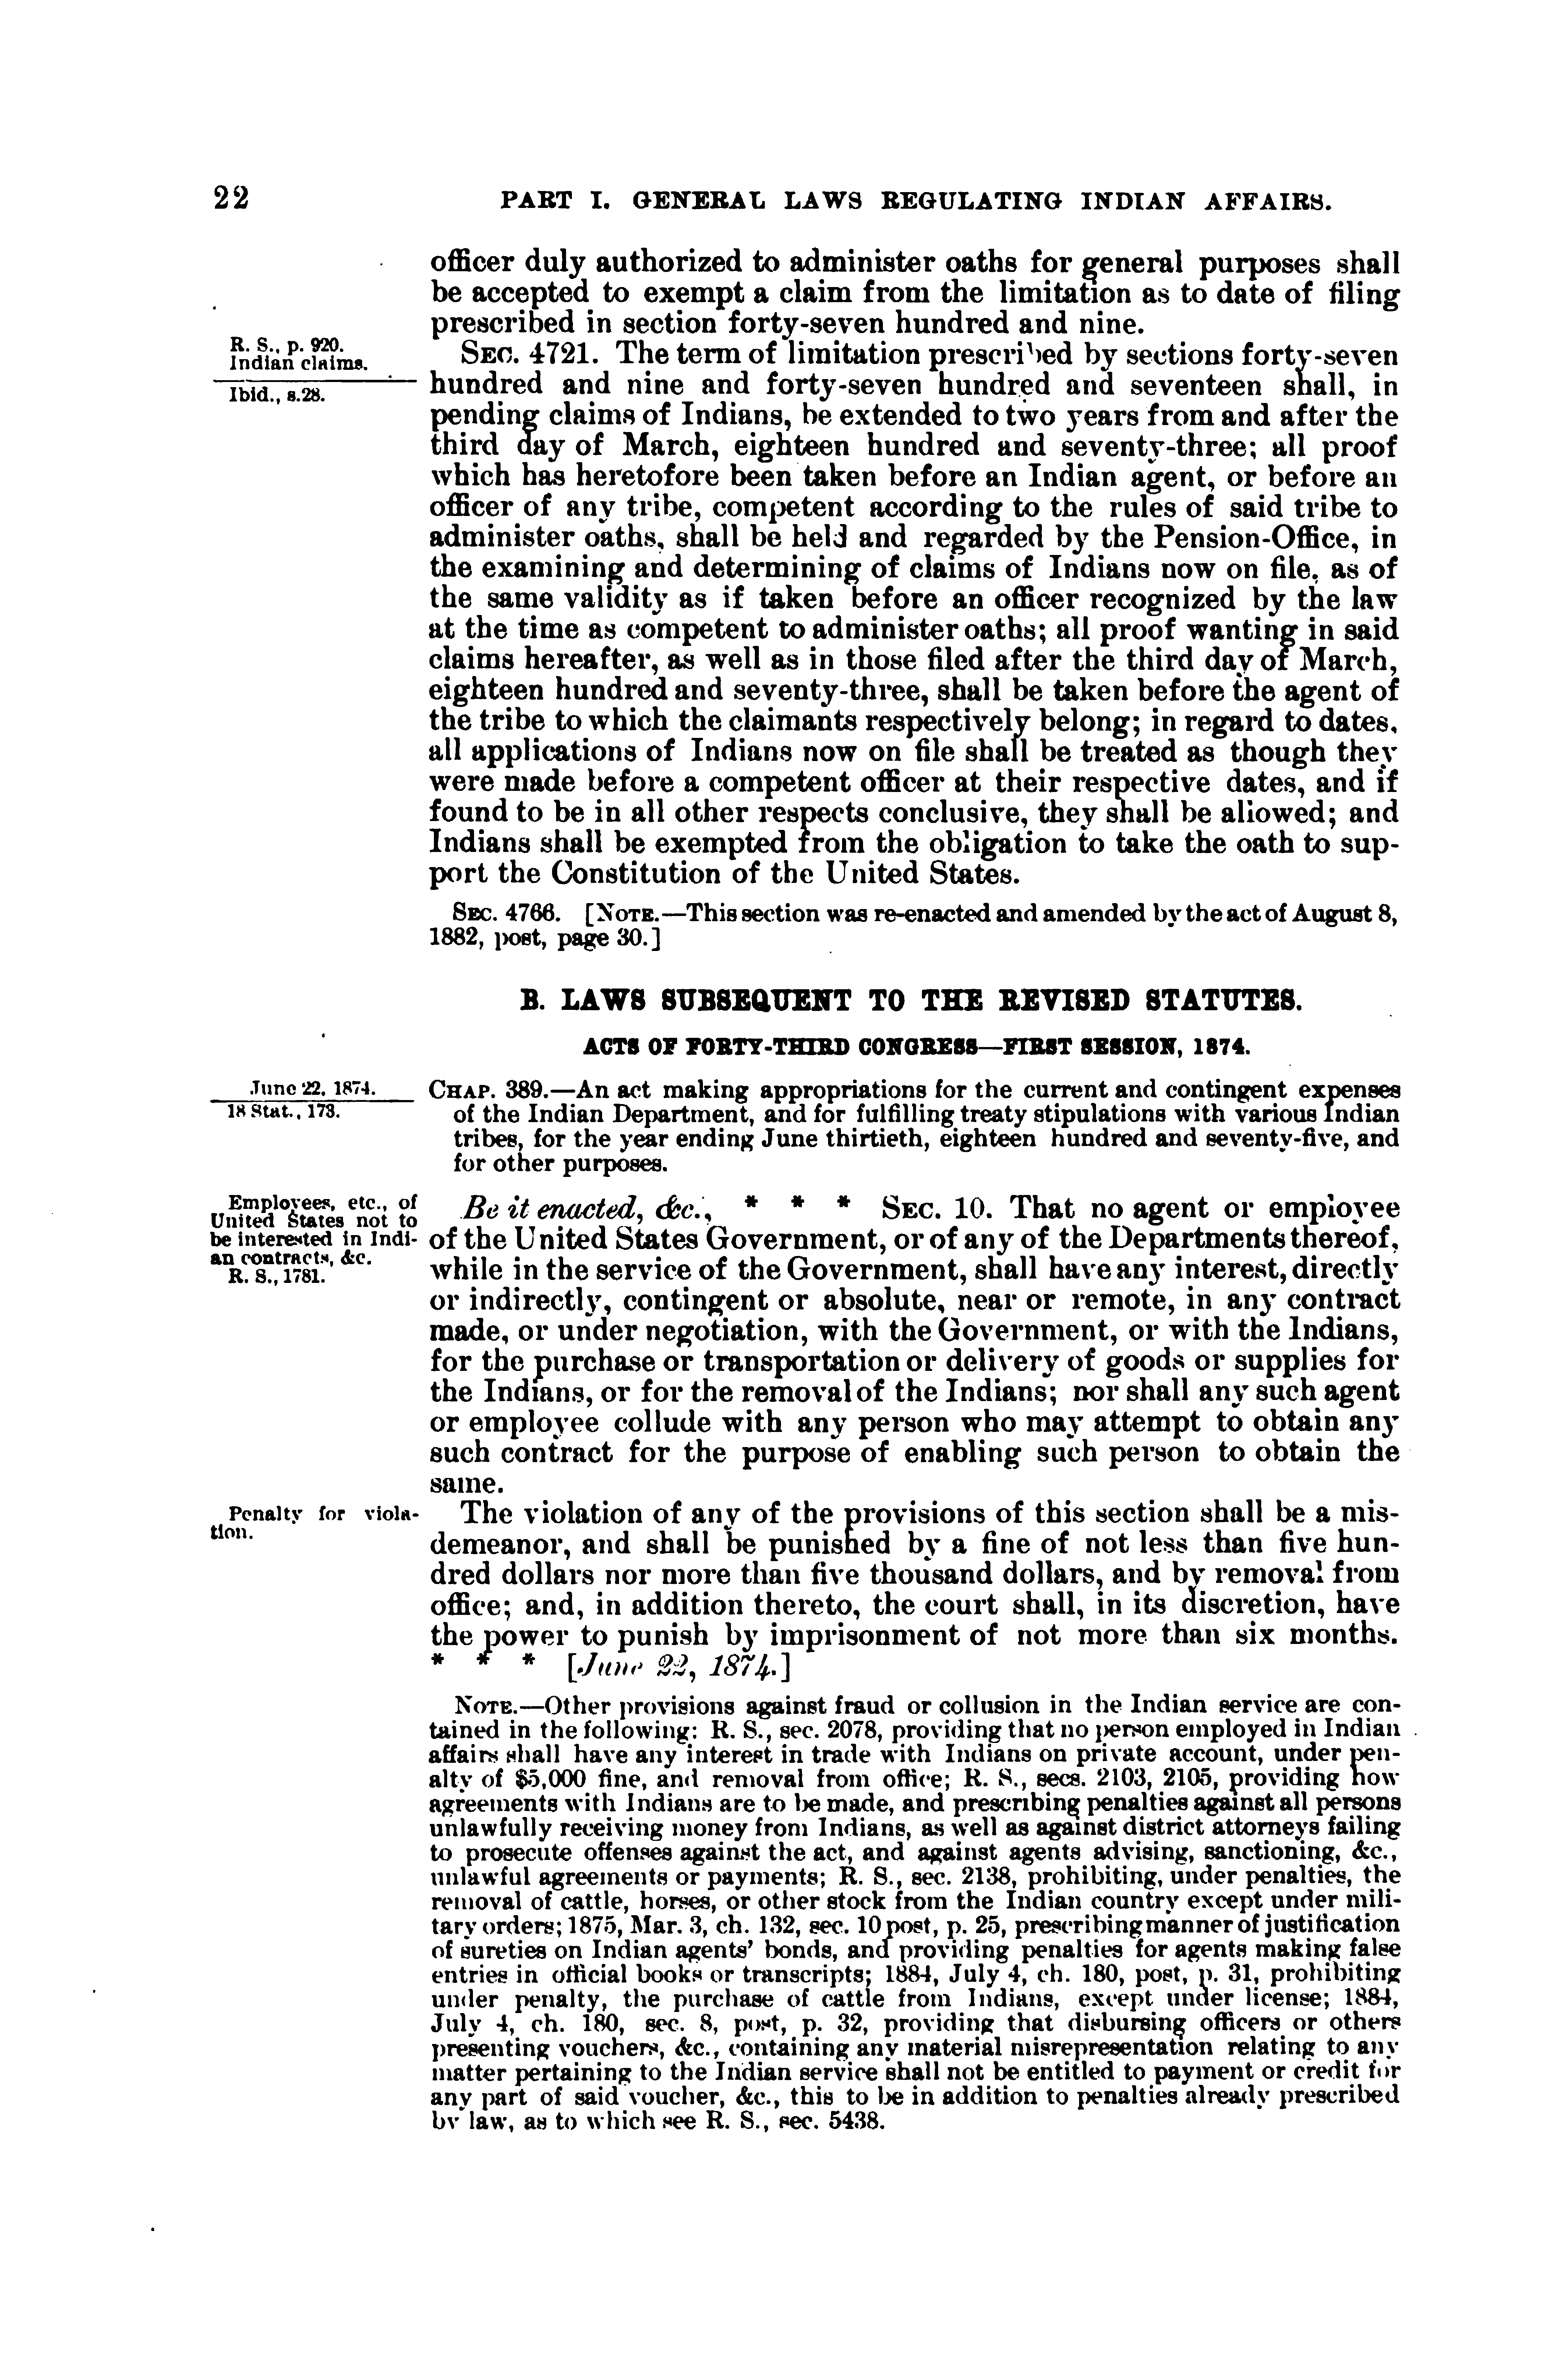 22
PART I. GENERAL LAWS REGULATING INDIAN AFFAIRS.
officer duly authorized to administer oaths for general purposes shall
be accepted to exempt a claim from the limitation as to date of filing
prescribed in section forty-seven hundred and nine.
R. S., p. 920.
Indian claims.
Ibid., s. 28.
SEC. 4721. The term of limitation prescribed by sections forty-seven
hundred and nine and forty-seven hundred and seventeen shall, in
pending claims of Indians, be extended to two years from and after the
third day of March, eighteen hundred and seventy-three; all proof
which has heretofore been taken before an Indian agent, or before an
officer of any tribe, competent according to the rules of said tribe to
administer oaths, shall be held and regarded by the Pension-Office, in
the examining and determining of claims of Indians now on file, as of
the same validity as if taken before an officer recognized by the law
at the time as competent to administer oaths; all proof wanting in said
claims hereafter, as well as in those filed after the third day of March,
eighteen hundred and seventy-three, shall be taken before the agent of
the tribe to which the claimants respectively belong; in regard to dates,
all applications of Indians now on file shall be treated as though they
were made before a competent officer at their respective dates, and if
found to be in all other respects conclusive, they shall be allowed; and
Indians shall be exempted from the obligation to take the oath to sup-
port the Constitution of the United States.
SEC. 4766. [NOTE.—This section was re-enacted and amended by the act of August 8,
1882, post, page 30.]
B. LAWS SUBSEQUENT TO THE REVISED STATUTES.
ACTS OF FORTY-THIRD CONGRESS—FIRST SESSION, 1874.
June 22, 1874.
18 Stat., 173.
CHAP. 389.—An act making appropriations for the current and contingent expenses
of the Indian Department, and for fulfilling treaty stipulations with various Indian
tribes, for the year ending June thirtieth, eighteen hundred and seventy-five, and
for other purposes.
Employees, etc., of
United States not to
be interested in Indi-
an contracts, &c.
R. S., 1781.
Be it enacted, &c., * * * SEC. 10. That no agent or employee
of the United States Government, or of any of the Departments thereof,
while in the service of the Government, shall have any interest, directly
or indirectly, contingent or absolute, near or remote, in any contract
made, or under negotiation, with the Government, or with the Indians,
for the purchase or transportation or delivery of goods or supplies for
the Indians, or for the removal of the Indians; nor shall any such agent
or employee collude with any person who may attempt to obtain any
such contract for the purpose of enabling such person to obtain the
same.
Penalty for viola-
tion.
The violation of any of the provisions of this section shall be a mis-
demeanor, and shall be punished by a fine of not less than five hun-
dred dollars nor more than five thousand dollars, and by removal from
office; and, in addition thereto, the court shall, in its discretion, have
the power to punish by imprisonment of not more than six months.
* * * [June 22, 1874.]
NOTE.—Other provisions against fraud or collusion in the Indian service are con-
tained in the following: R. S., sec. 2078, providing that no person employed in Indian
affairs shall have any interest in trade with Indians on private account, under pen-
alty of $5,000 fine, and removal from office; R. S., secs. 2103, 2105, providing how
agreements with Indians are to be made, and prescribing penalties against all persons
unlawfully receiving money from Indians, as well as against district attorneys failing
to prosecute offenses against the act, and against agents advising, sanctioning, &c.,
unlawful agreements or payments; R. S., sec. 2138, prohibiting, under penalties, the
removal of cattle, horses, or other stock from the Indian country except under mili-
tary orders; 1875, Mar. 3, ch. 132, sec. 10 post, p. 25, prescribing manner of justification
of sureties on Indian agents' bonds, and providing penalties for agents making false
entries in official books or transcripts; 1884, July 4, ch. 180, post, p. 31, prohibiting
under penalty, the purchase of cattle from Indians, except under license; 1884,
July 4, ch. 180, sec. 8, post, p. 32, providing that disbursing officers or others
presenting vouchers, &c., containing any material misrepresentation relating to any
matter pertaining to the Indian service shall not be entitled to payment or credit for
any part of said voucher, &c., this to be in addition to penalties already prescribed
by law, as to which see R. S., sec. 5438.